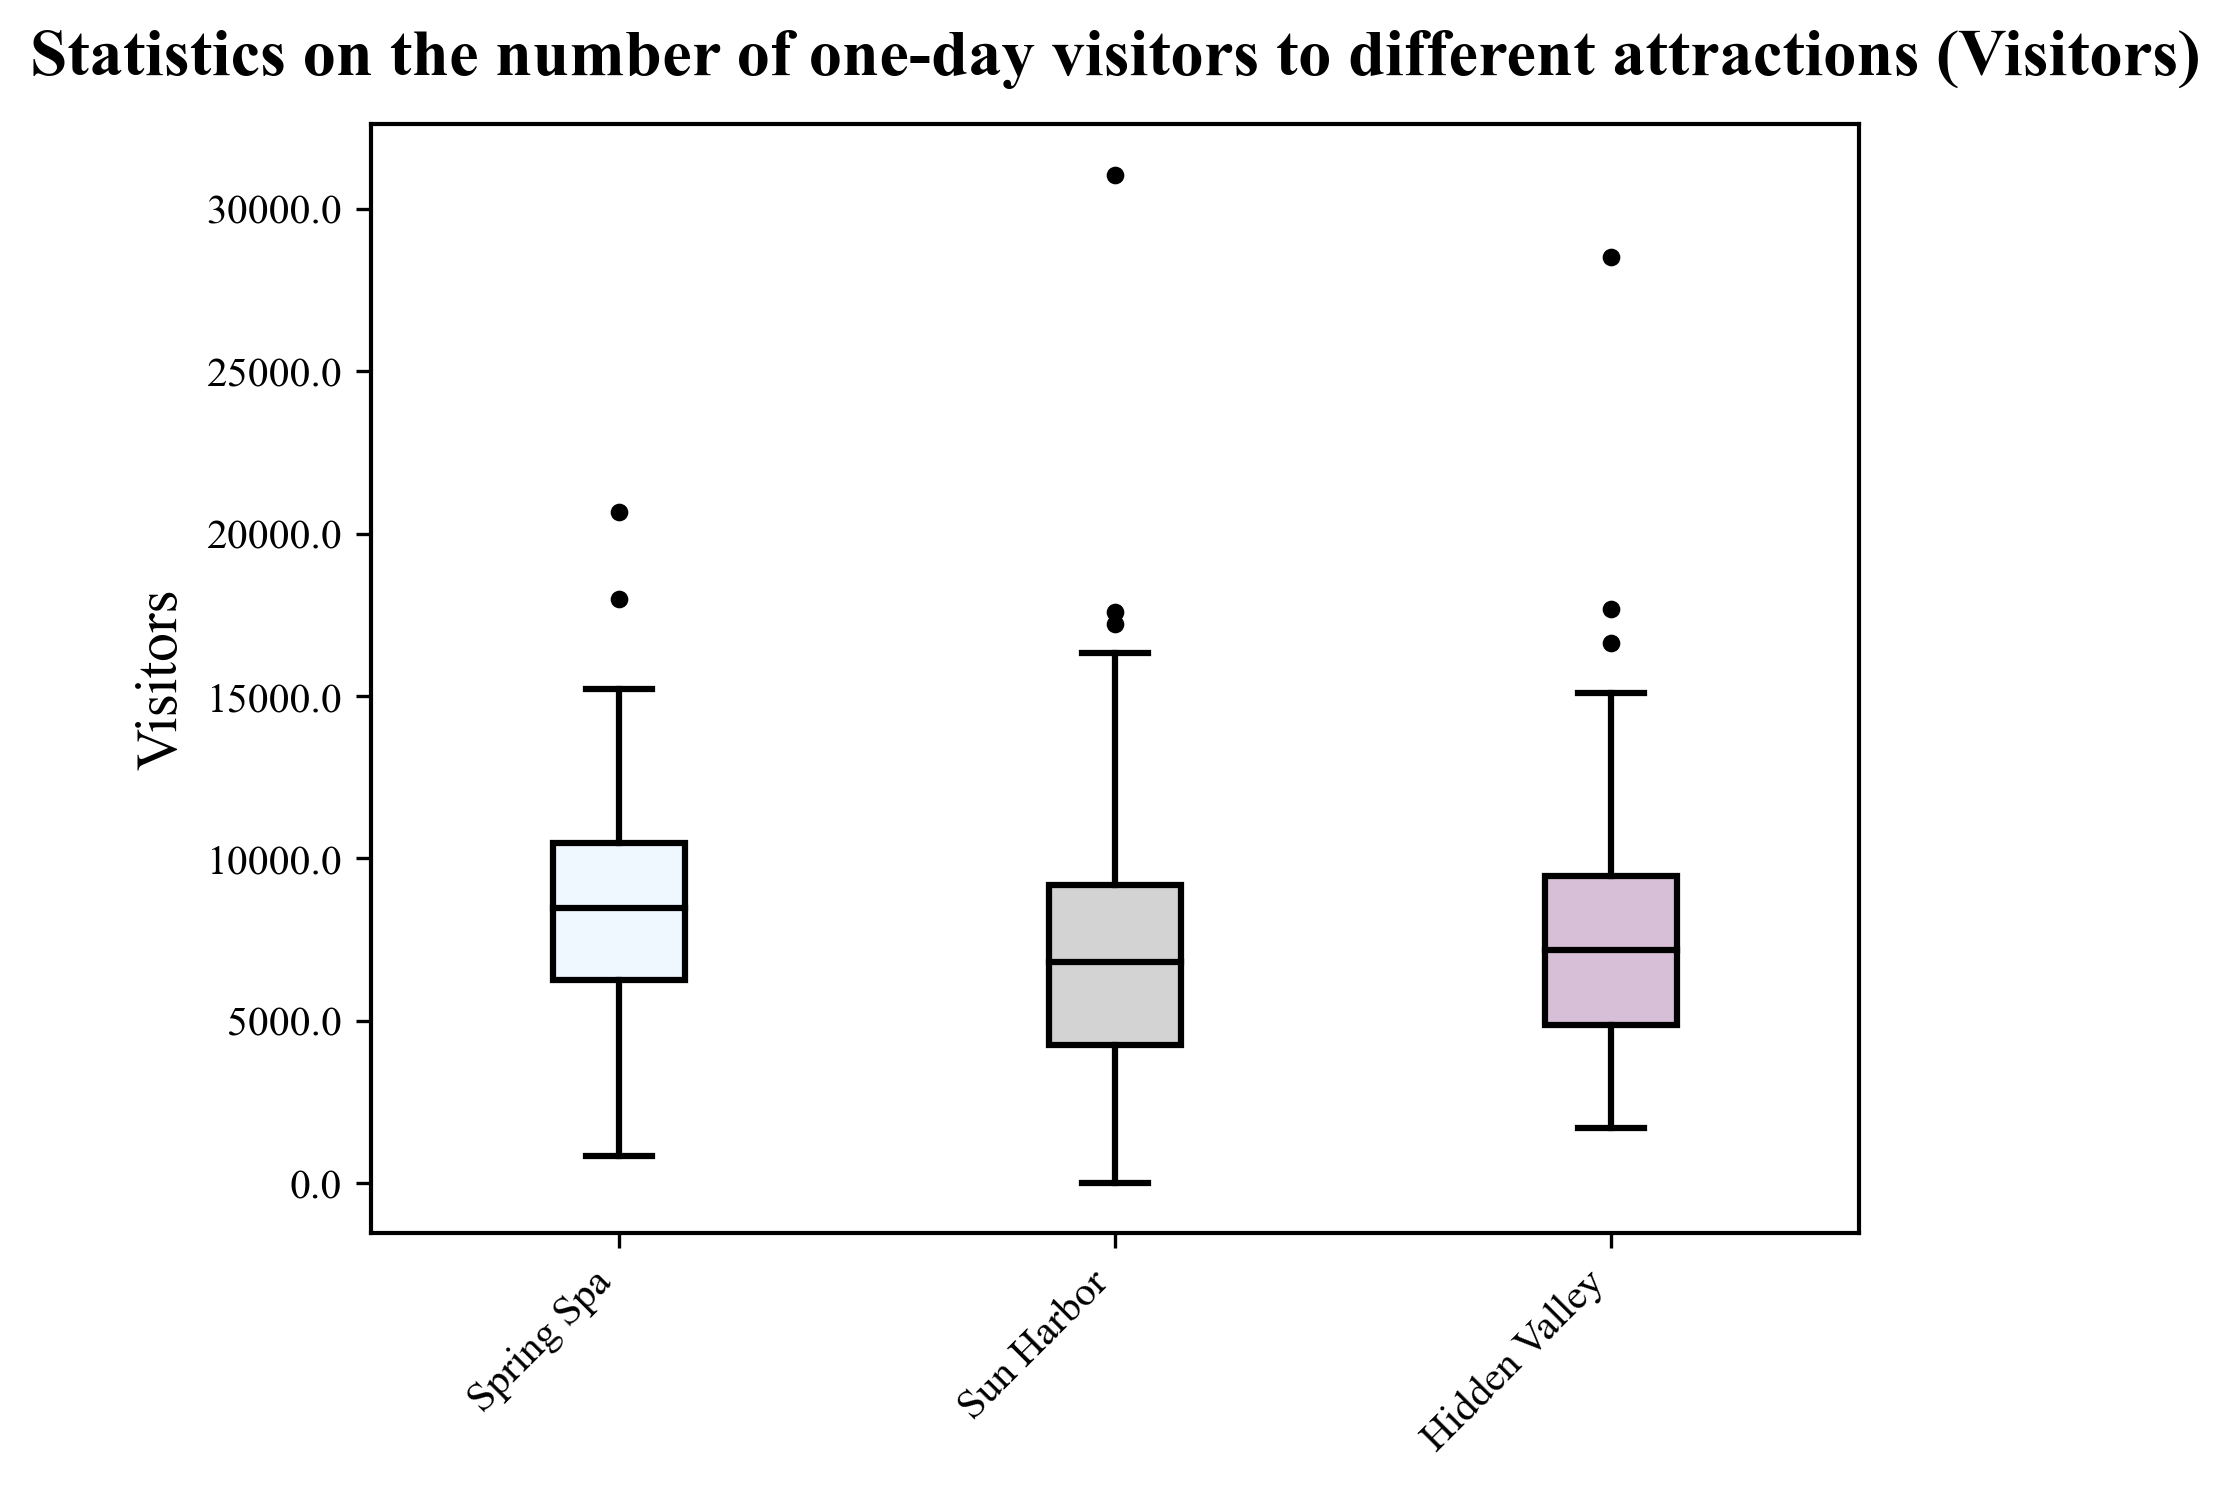 Statistics on the number of one-day visitors to different attractions (Visitors)
Visitors
30000.0
25000.0
20000.0
15000.0
10000.0
5000.0
0.0
Spring Spa
Sun Harbor
Hidden Valley